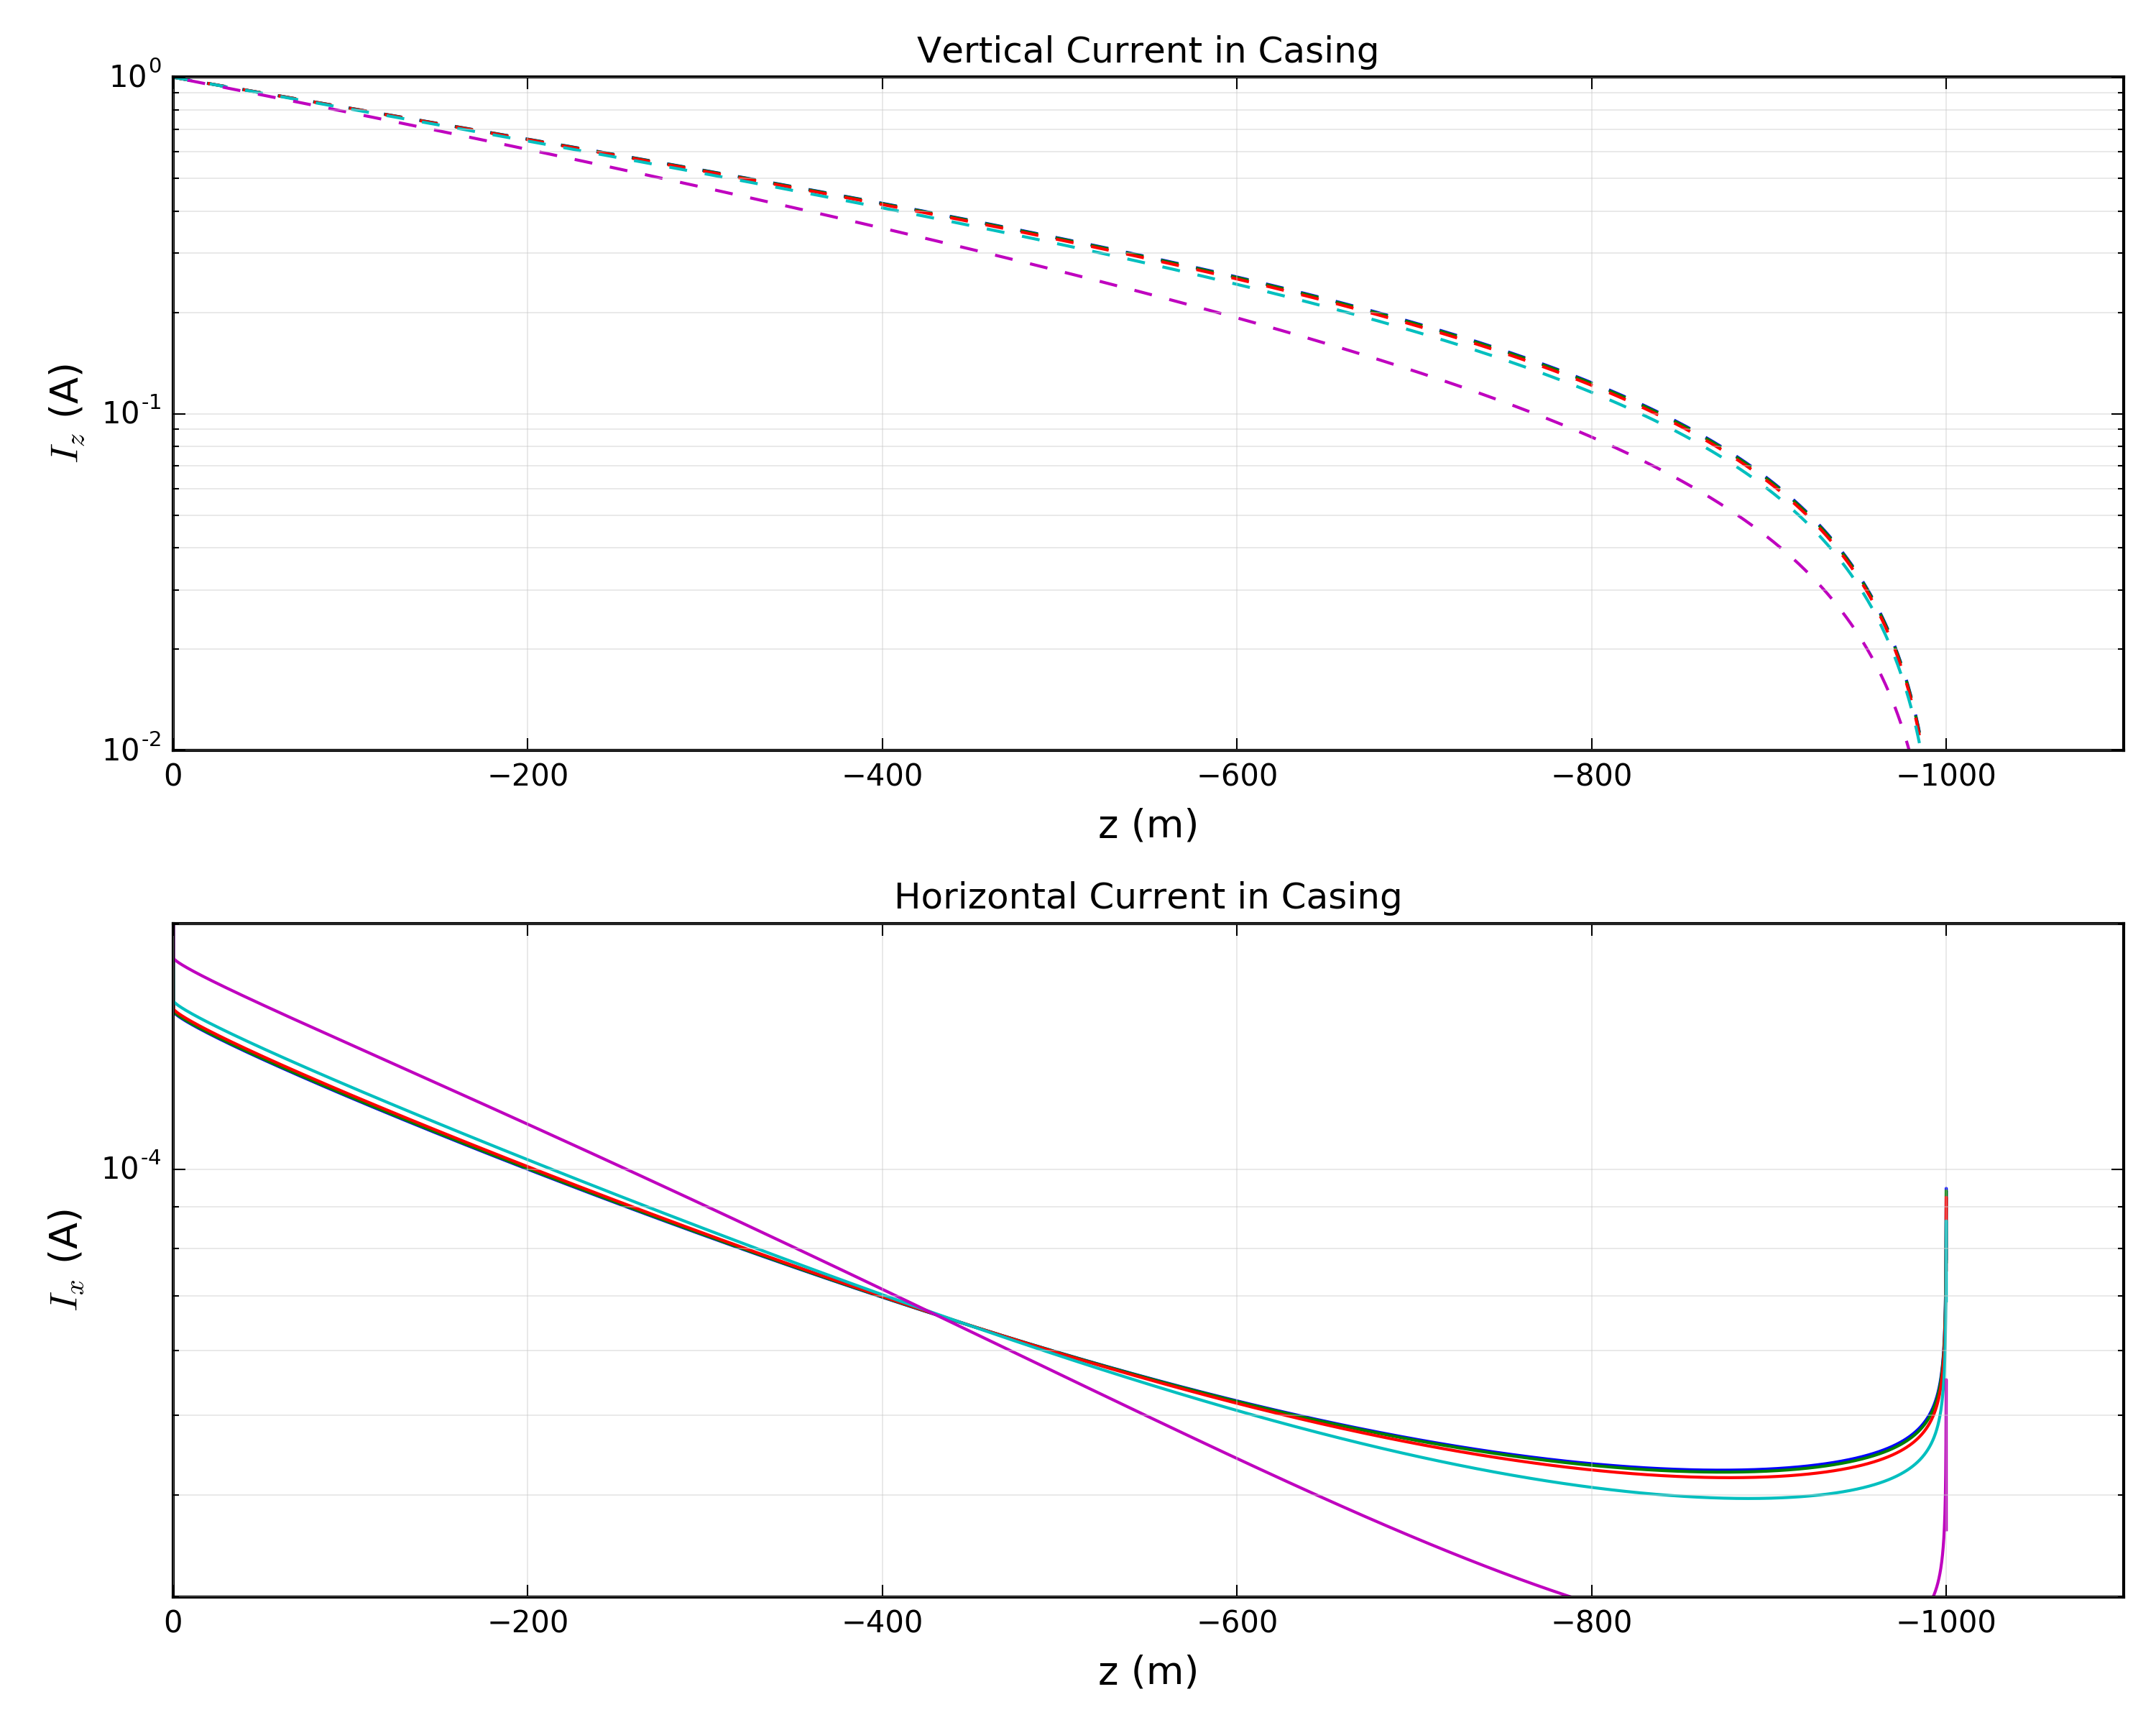 Vertical Current in Casing
10^0
10^-1
10^-2
I_z (A)
0 −200 −400 −600 −800 −1000
z (m)
Horizontal Current in Casing
10^-4
I_x (A)
0 −200 −400 −600 −800 −1000
z (m)